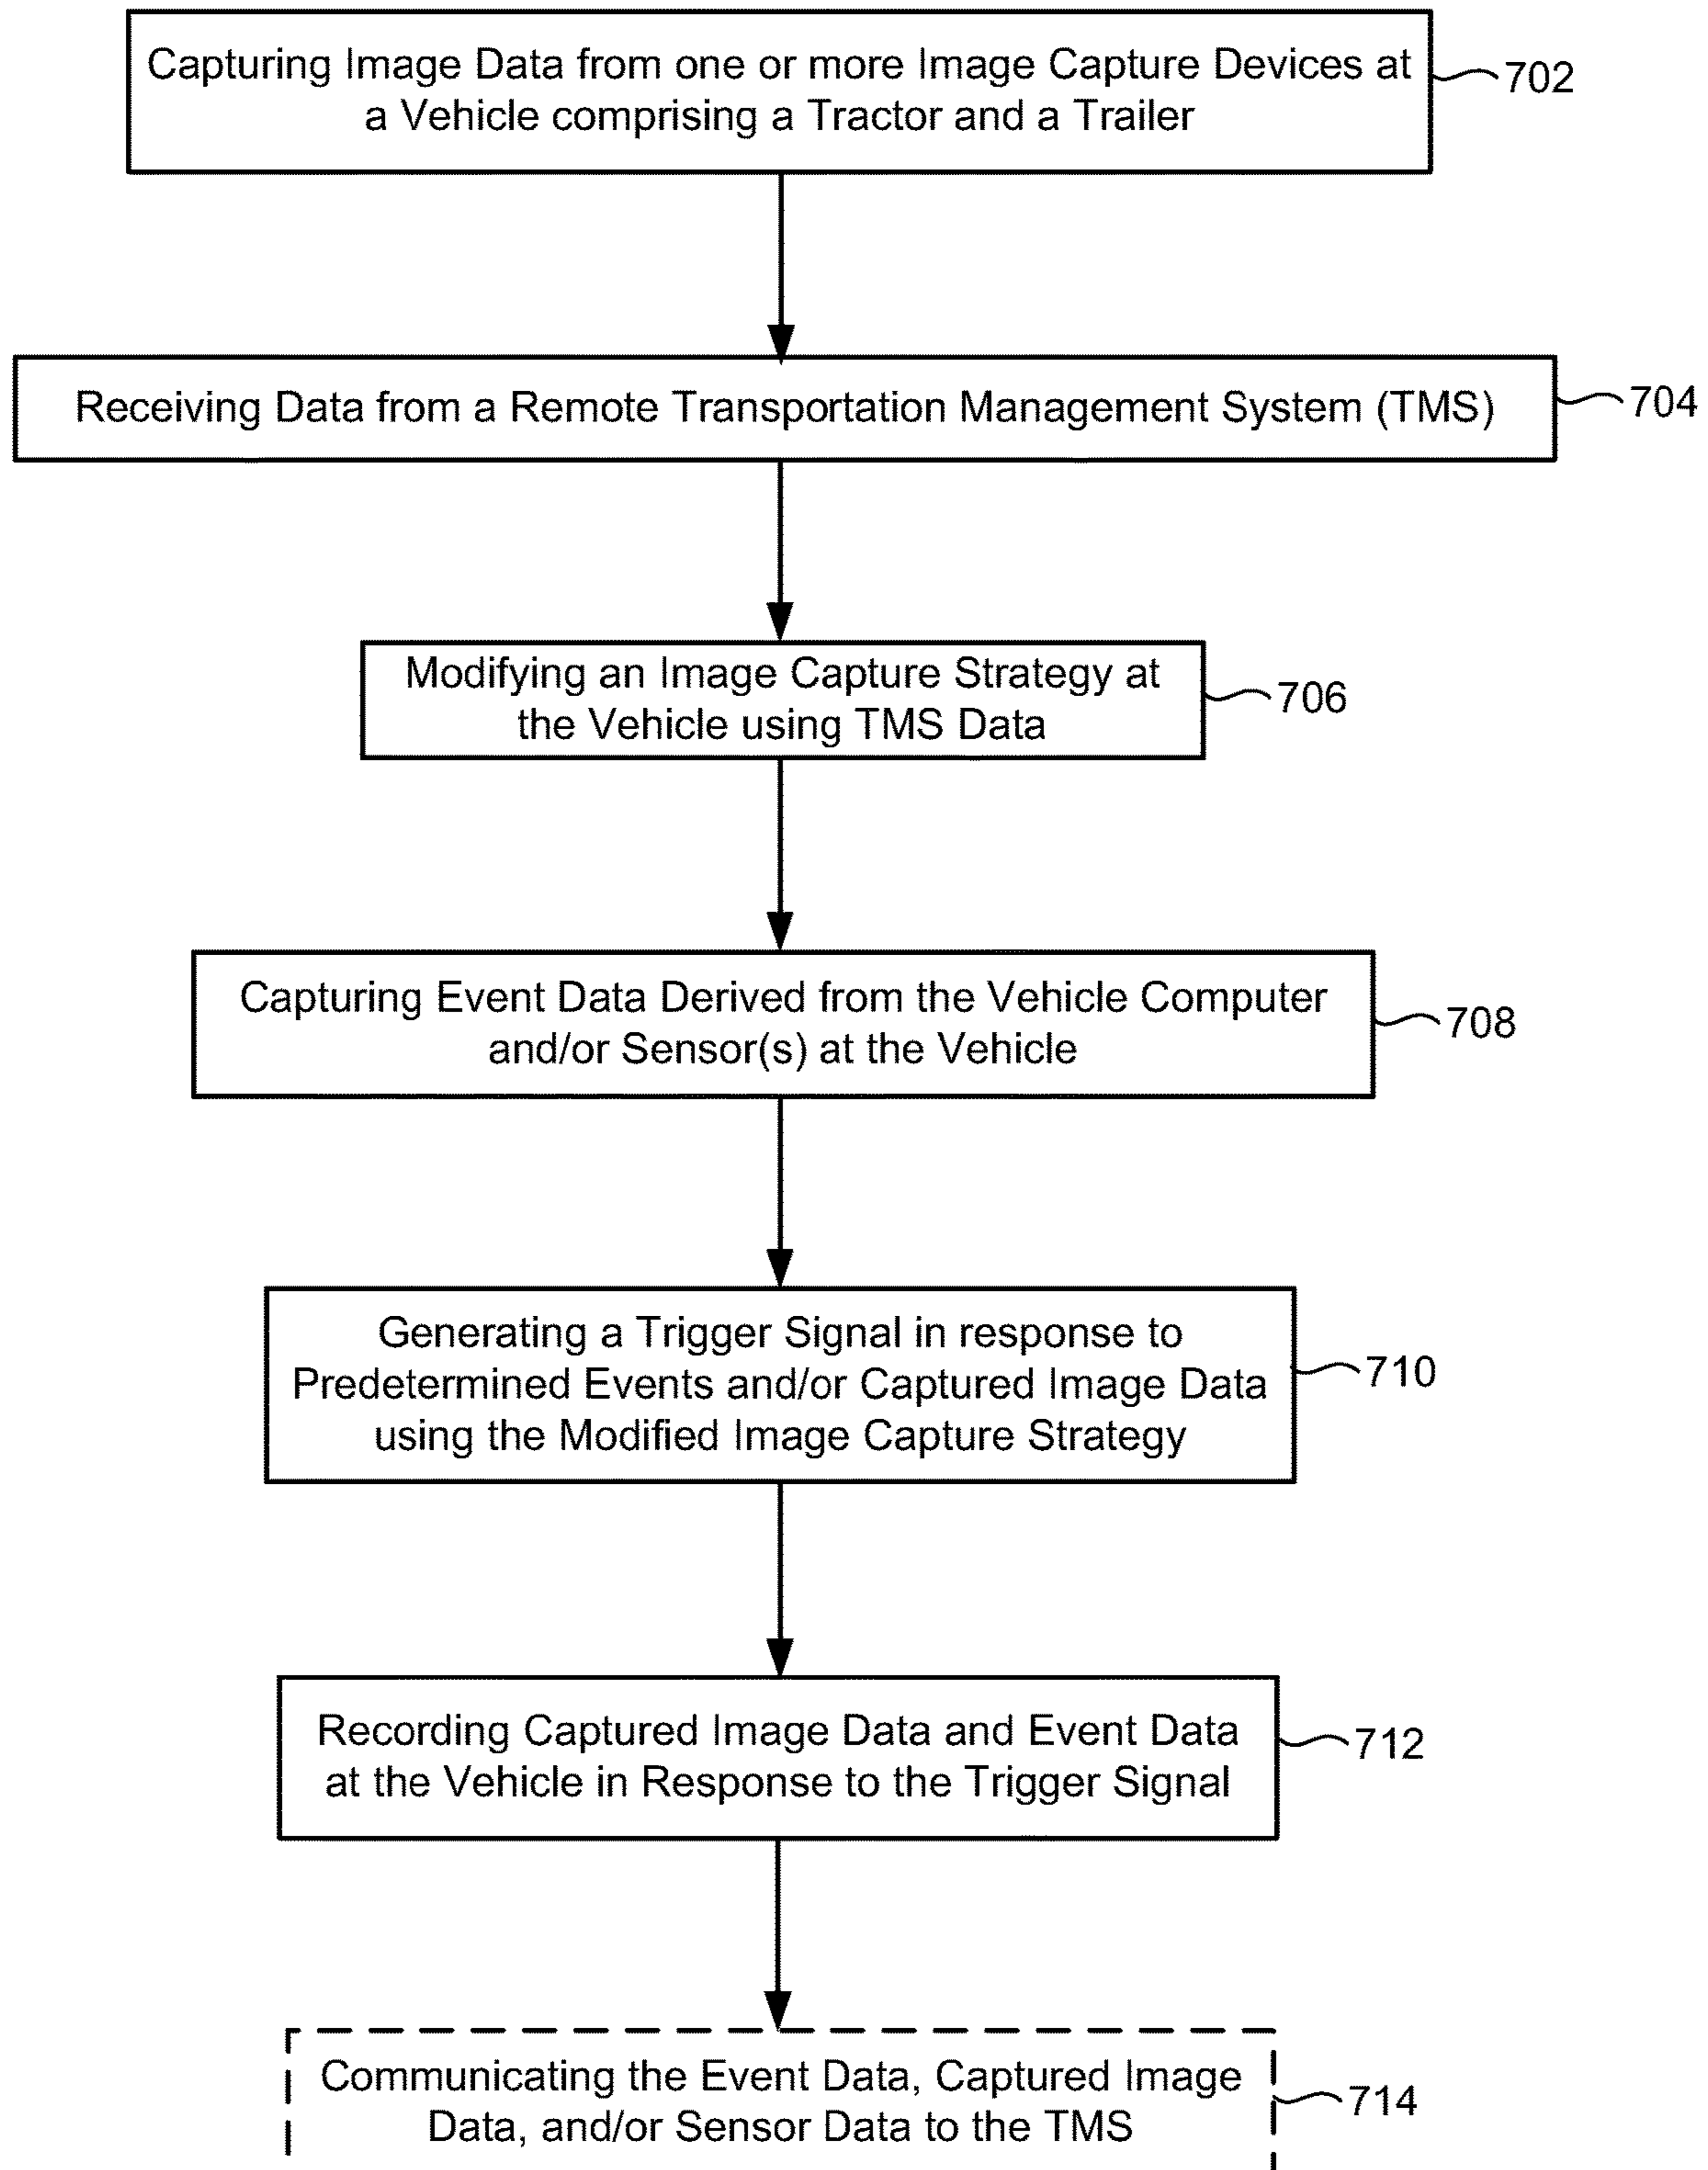 Capturing Image Data from one or more Image Capture Devices at
a Vehicle comprising a Tractor and a Trailer
702
Receiving Data from a Remote Transportation Management System (TMS)
704
Modifying an Image Capture Strategy at
the Vehicle using TMS Data
706
Capturing Event Data Derived from the Vehicle Computer
and/or Sensor(s) at the Vehicle
708
Generating a Trigger Signal in response to
Predetermined Events and/or Captured Image Data
using the Modified Image Capture Strategy
710
Recording Captured Image Data and Event Data
at the Vehicle in Response to the Trigger Signal
712
Communicating the Event Data, Captured Image
Data, and/or Sensor Data to the TMS
714